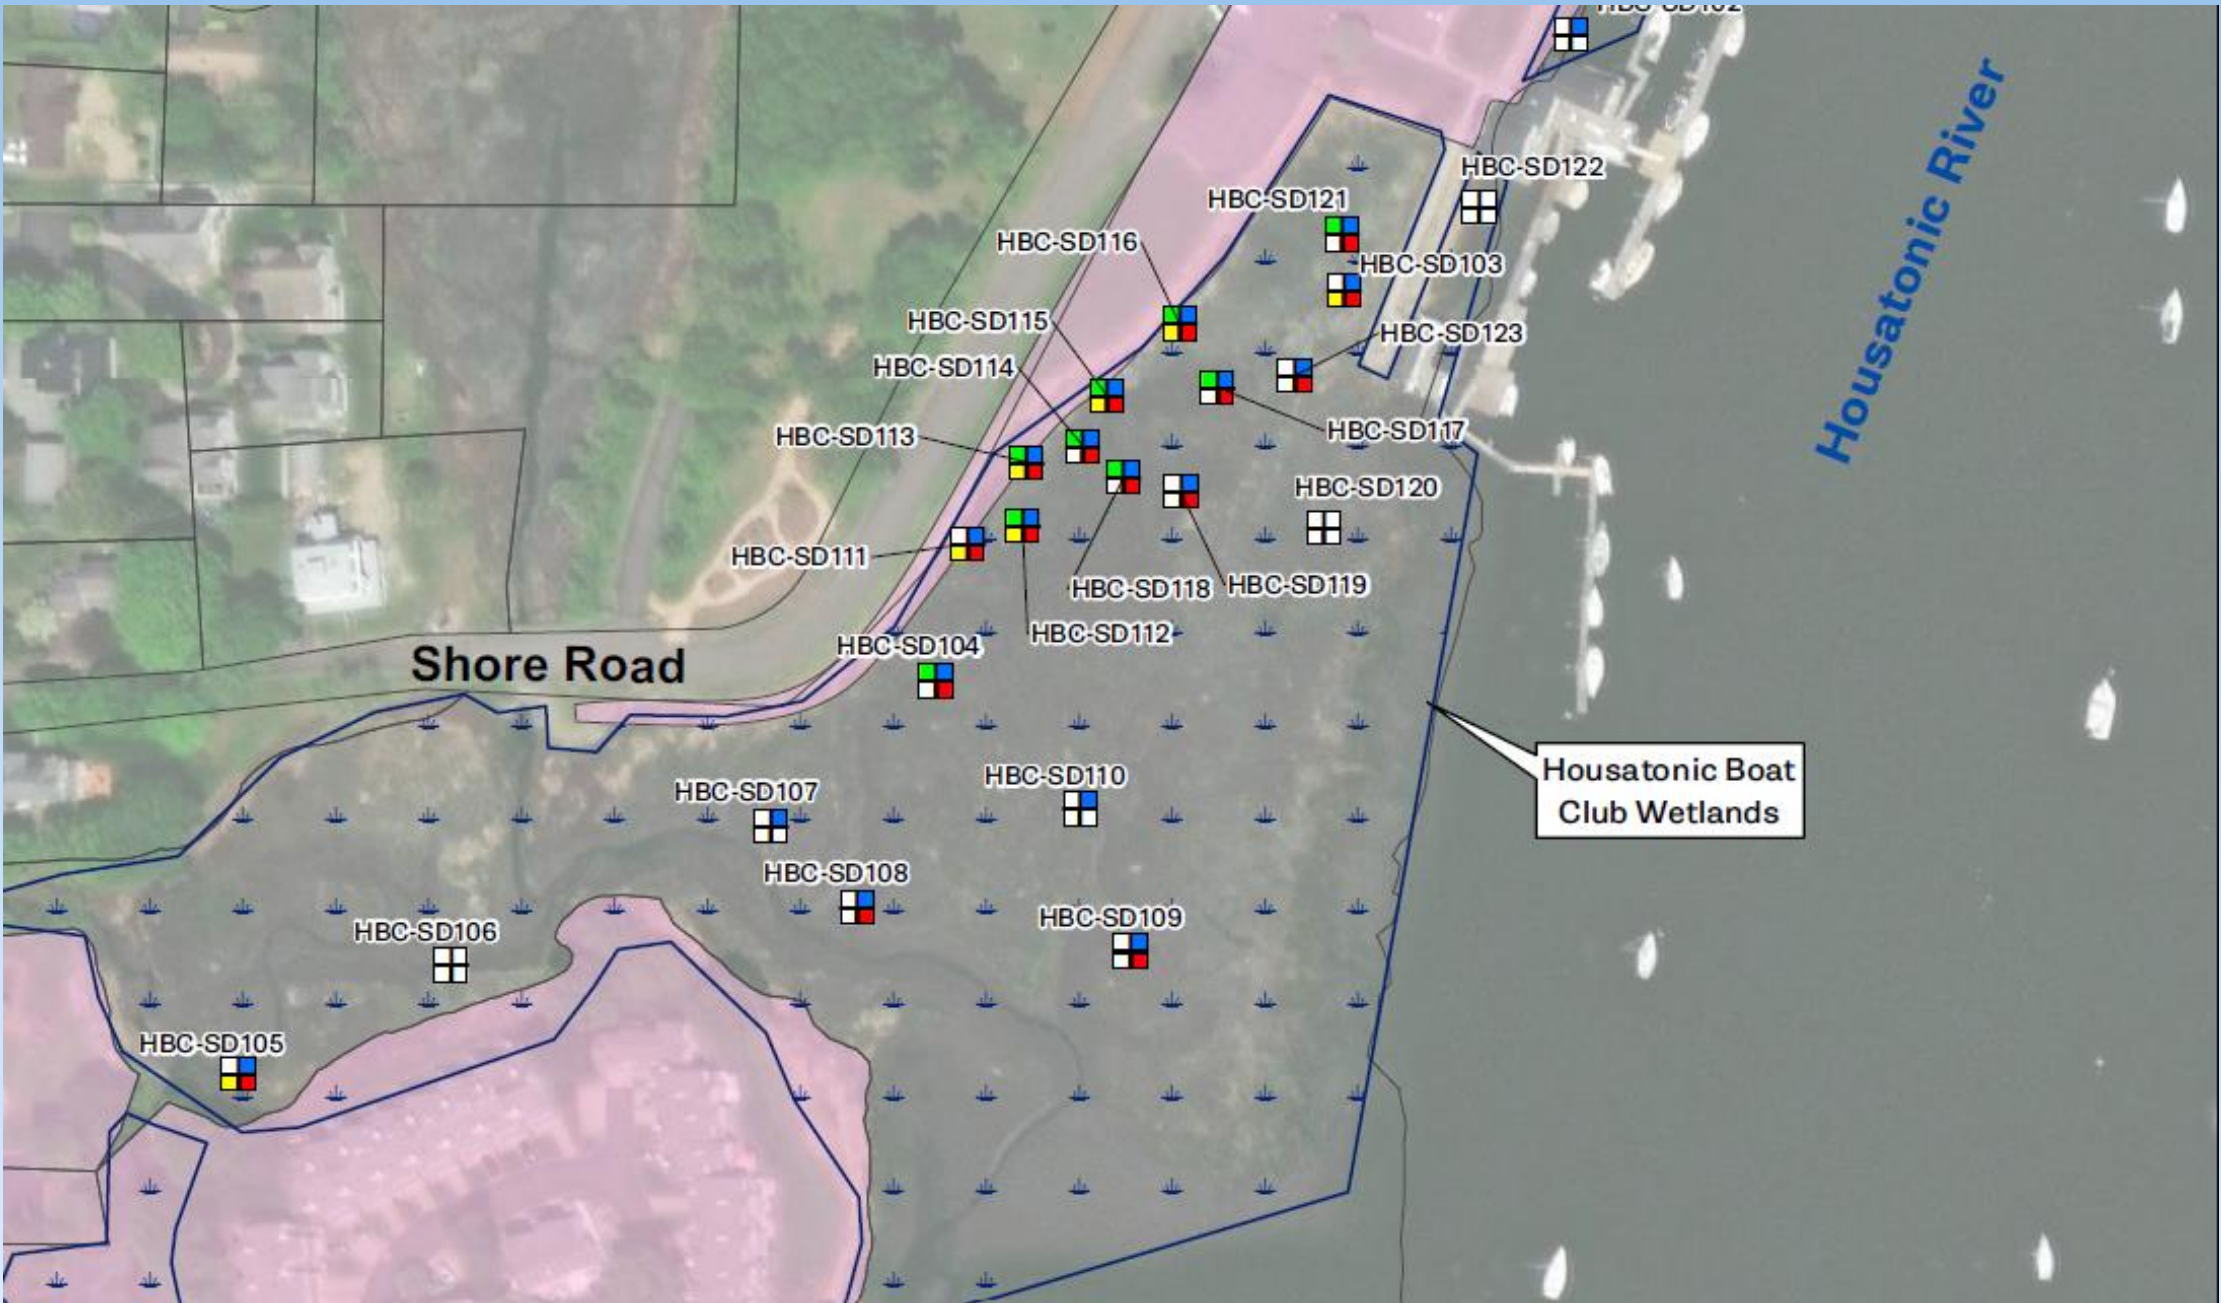 HBC-SD102
HBC-SD122
HBC-SD121
HBC-SD116
HBC-SD103
HBC-SD115
HBC-SD123
HBC-SD114
HBC-SD113
HBC-SD117
HBC-SD120
HBC-SD111
HBC-SD118
HBC-SD119
HBC-SD112
HBC-SD104
Shore Road
Housatonic River
HBC-SD110
HBC-SD107
Housatonic Boat
Club Wetlands
HBC-SD108
HBC-SD109
HBC-SD106
HBC-SD105